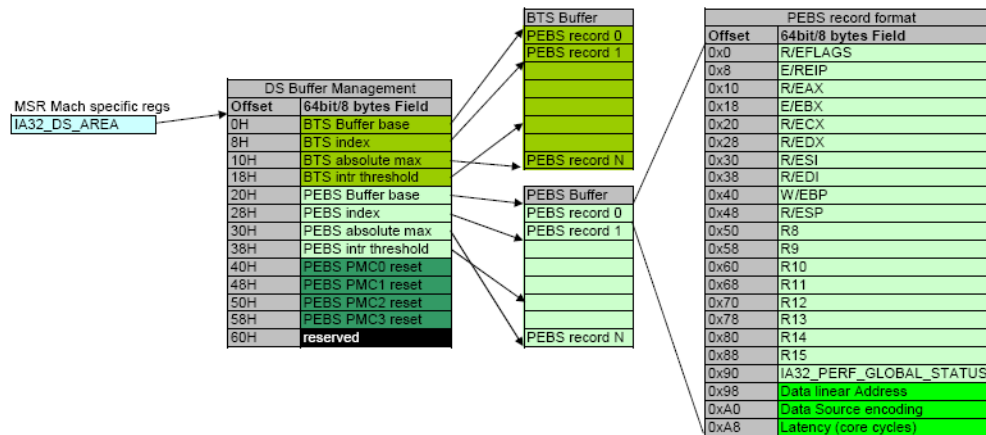 MSR Mach specific regs
IA32_DS_AREA
DS Buffer Management
Offset 64bit/8 bytes Field
0H BTS Buffer base
8H BTS index
10H BTS absolute max
18H BTS intr threshold
20H PEBS Buffer base
28H PEBS index
30H PEBS absolute max
38H PEBS intr threshold
40H PEBS PMC0 reset
48H PEBS PMC1 reset
50H PEBS PMC2 reset
58H PEBS PMC3 reset
60H reserved
BTS Buffer
PEBS record 0
PEBS record 1
PEBS record N
PEBS Buffer
PEBS record 0
PEBS record 1
PEBS record N
PEBS record format
Offset 64bit/8 bytes Field
0x0 R/EFLAGS
0x8 E/REIP
0x10 R/EAX
0x18 E/EBX
0x20 R/ECX
0x28 R/EDX
0x30 R/ESI
0x38 R/EDI
0x40 W/EBP
0x48 R/ESP
0x50 R8
0x58 R9
0x60 R10
0x68 R11
0x70 R12
0x78 R13
0x80 R14
0x88 R15
0x90 IA32_PERF_GLOBAL_STATUS
0x98 Data linear Address
0xA0 Data Source encoding
0xA8 Latency (core cycles)